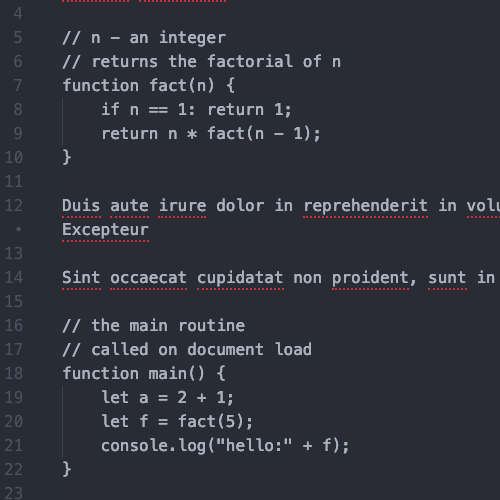 4
5 // n - an integer
6 // returns the factorial of n
7 function fact(n) {
8 if n == 1: return 1;
9 return n * fact(n - 1);
10 }
11
12 Duis aute irure dolor in reprehenderit in volu
• Excepteur
13
14 Sint occaecat cupidatat non proident, sunt in
15
16 // the main routine
17 // called on document load
18 function main() {
19 let a = 2 + 1;
20 let f = fact(5);
21 console.log("hello:" + f);
22 }
23